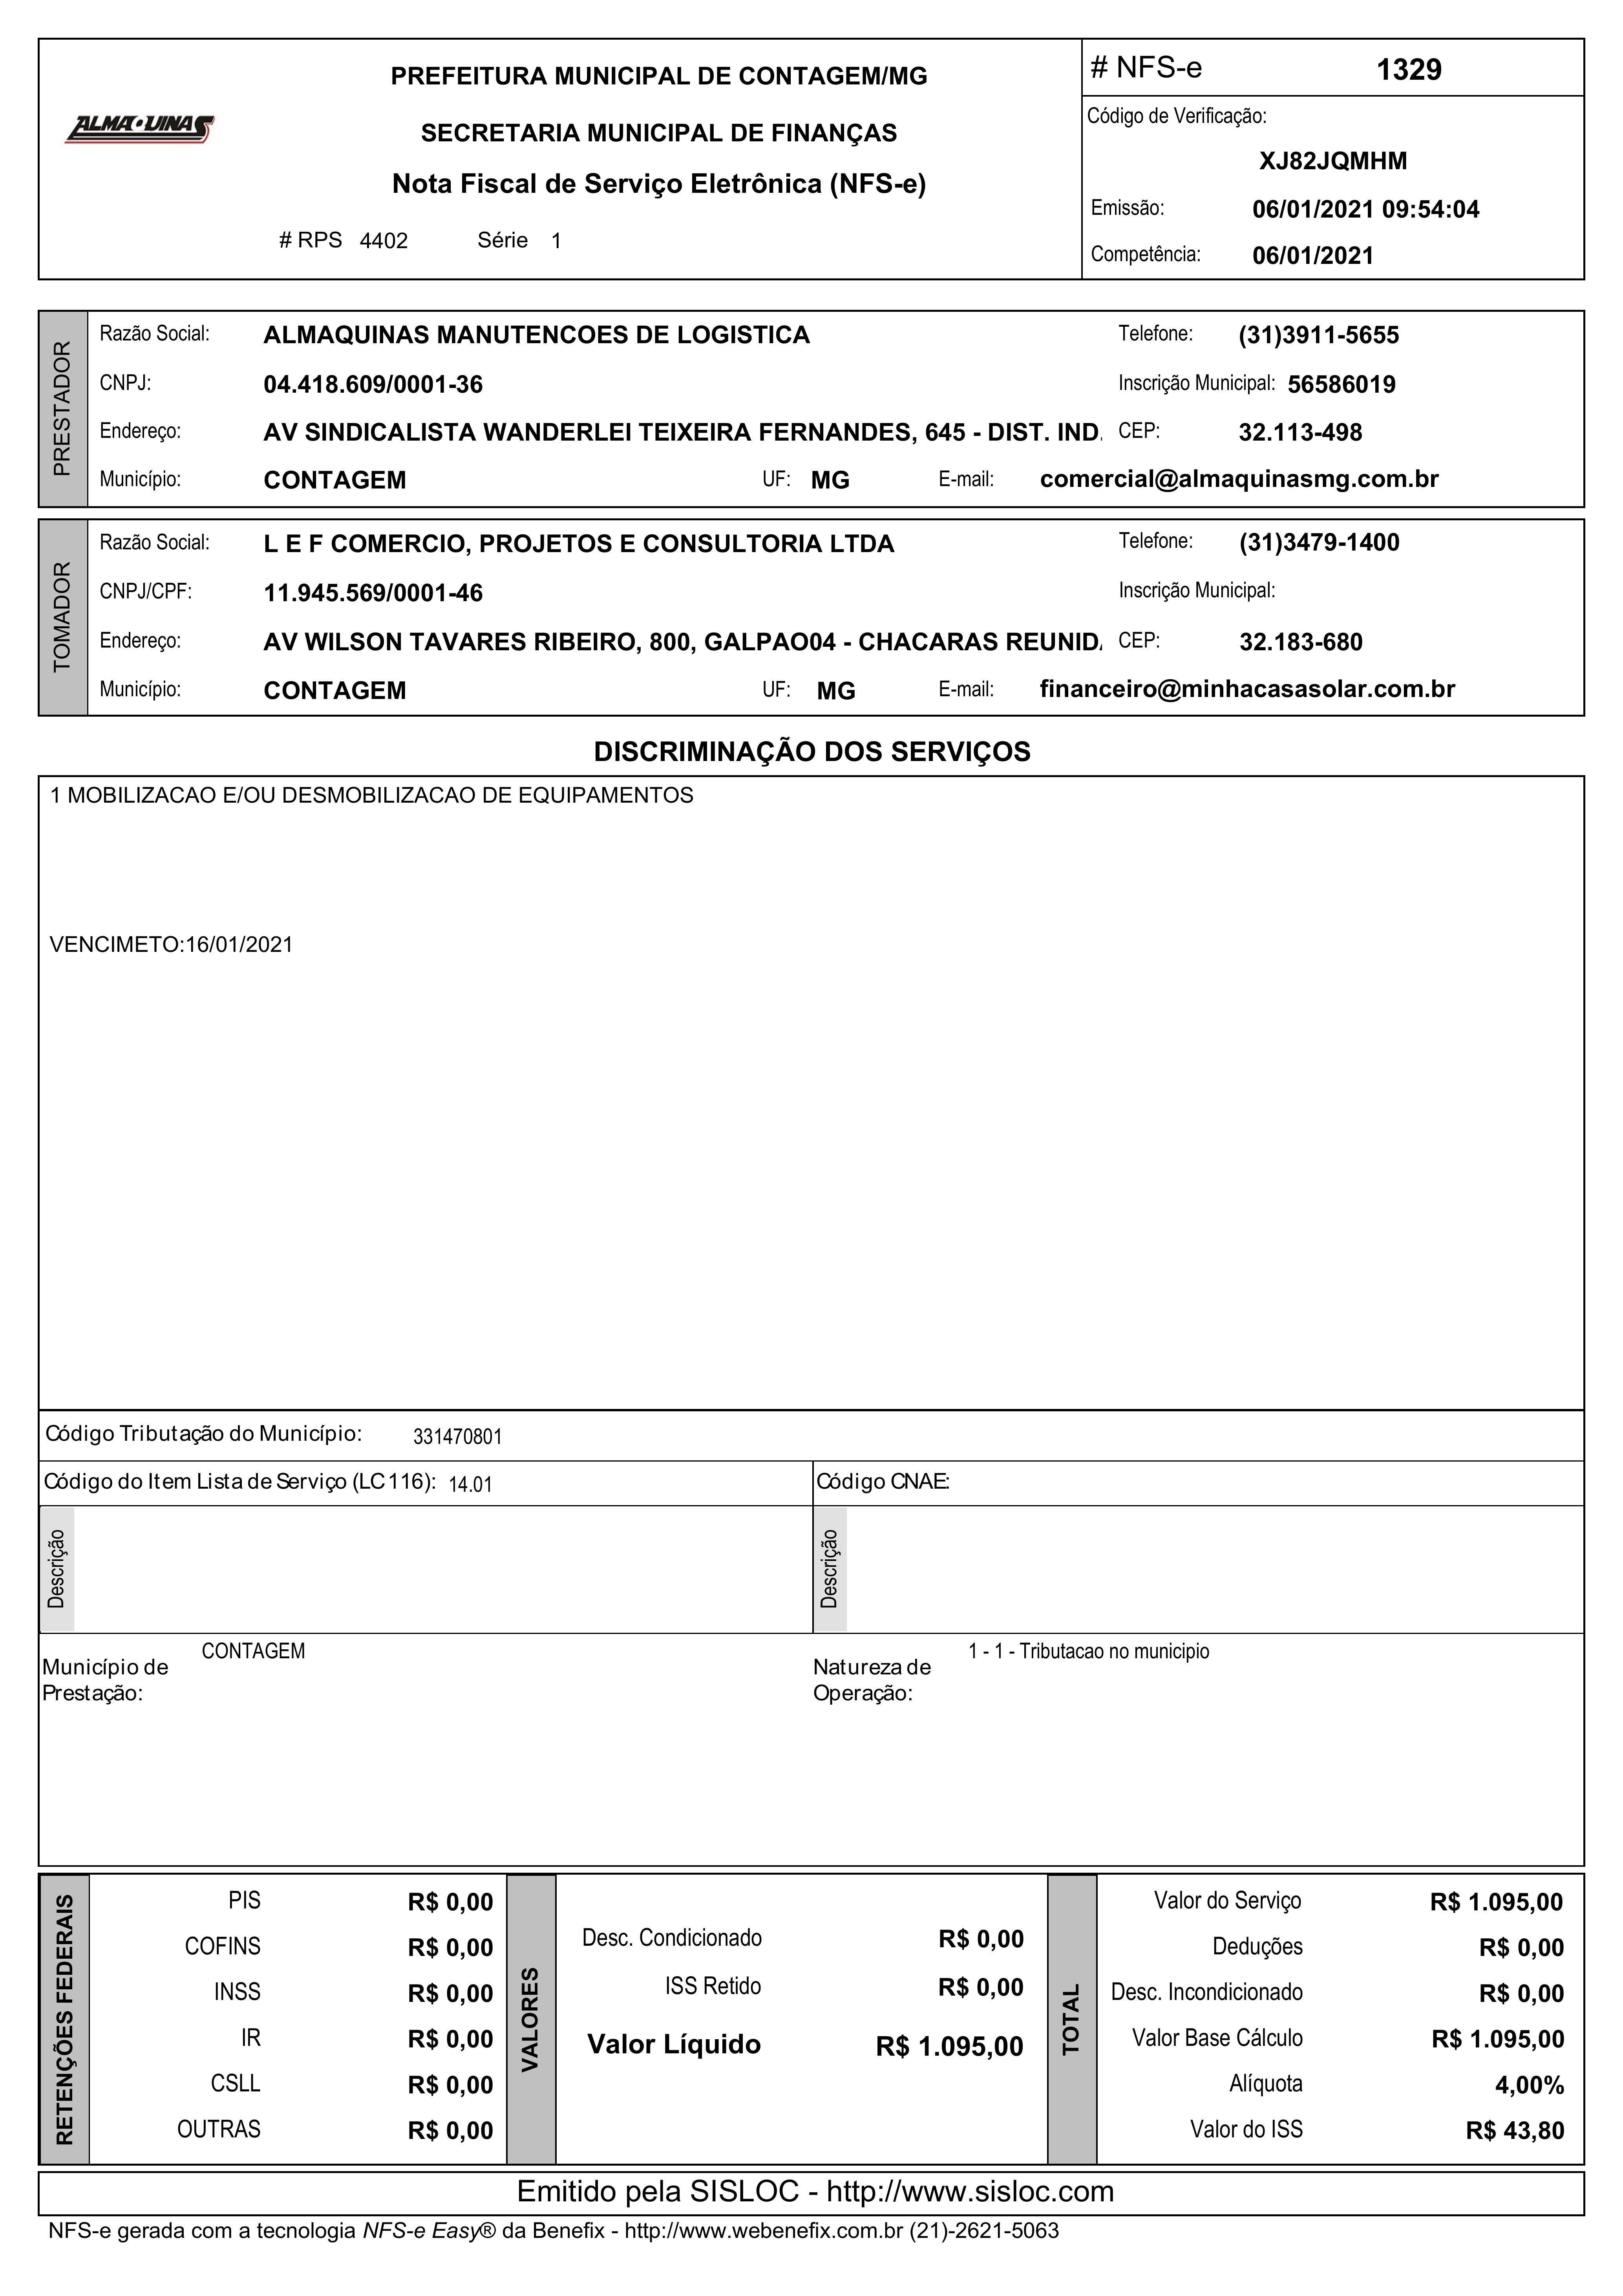 PREFEITURA MUNICIPAL DE CONTAGEM/MG
SECRETARIA MUNICIPAL DE FINANÇAS
Nota Fiscal de Serviço Eletrônica (NFS-e)
ALMAQUINAS
# RPS 4402 Série 1
# NFS-e 1329
Código de Verificação:
XJ82JQMHM
Emissão: 06/01/2021 09:54:04
Competência: 06/01/2021
PRESTADOR
Razão Social: ALMAQUINAS MANUTENCOES DE LOGISTICA Telefone: (31)3911-5655
CNPJ: 04.418.609/0001-36 Inscrição Municipal: 56586019
Endereço: AV SINDICALISTA WANDERLEI TEIXEIRA FERNANDES, 645 - DIST. IND. CEP: 32.113-498
Município: CONTAGEM UF: MG E-mail: comercial@almaquinasmg.com.br
TOMADOR
Razão Social: L E F COMERCIO, PROJETOS E CONSULTORIA LTDA Telefone: (31)3479-1400
CNPJ/CPF: 11.945.569/0001-46 Inscrição Municipal:
Endereço: AV WILSON TAVARES RIBEIRO, 800, GALPAO04 - CHACARAS REUNID CEP: 32.183-680
Município: CONTAGEM UF: MG E-mail: financeiro@minhacasasolar.com.br
DISCRIMINAÇÃO DOS SERVIÇOS
1 MOBILIZACAO E/OU DESMOBILIZACAO DE EQUIPAMENTOS
VENCIMETO:16/01/2021
Código Tributação do Município: 331470801
Código do Item Lista de Serviço (LC 116): 14.01 Código CNAE:
Descrição Descrição
Município de Prestação: CONTAGEM Natureza de Operação: 1 - 1 - Tributacao no municipio
RETENÇÕES FEDERAIS
PIS R$ 0,00
COFINS R$ 0,00
INSS R$ 0,00
IR R$ 0,00
CSLL R$ 0,00
OUTRAS R$ 0,00
VALORES
Desc. Condicionado R$ 0,00
ISS Retido R$ 0,00
Valor Líquido R$ 1.095,00
TOTAL
Valor do Serviço R$ 1.095,00
Deduções R$ 0,00
Desc. Incondicionado R$ 0,00
Valor Base Cálculo R$ 1.095,00
Alíquota 4,00%
Valor do ISS R$ 43,80
Emitido pela SISLOC - http://www.sisloc.com
NFS-e gerada com a tecnologia NFS-e Easy® da Benefix - http://www.webenefix.com.br (21)-2621-5063